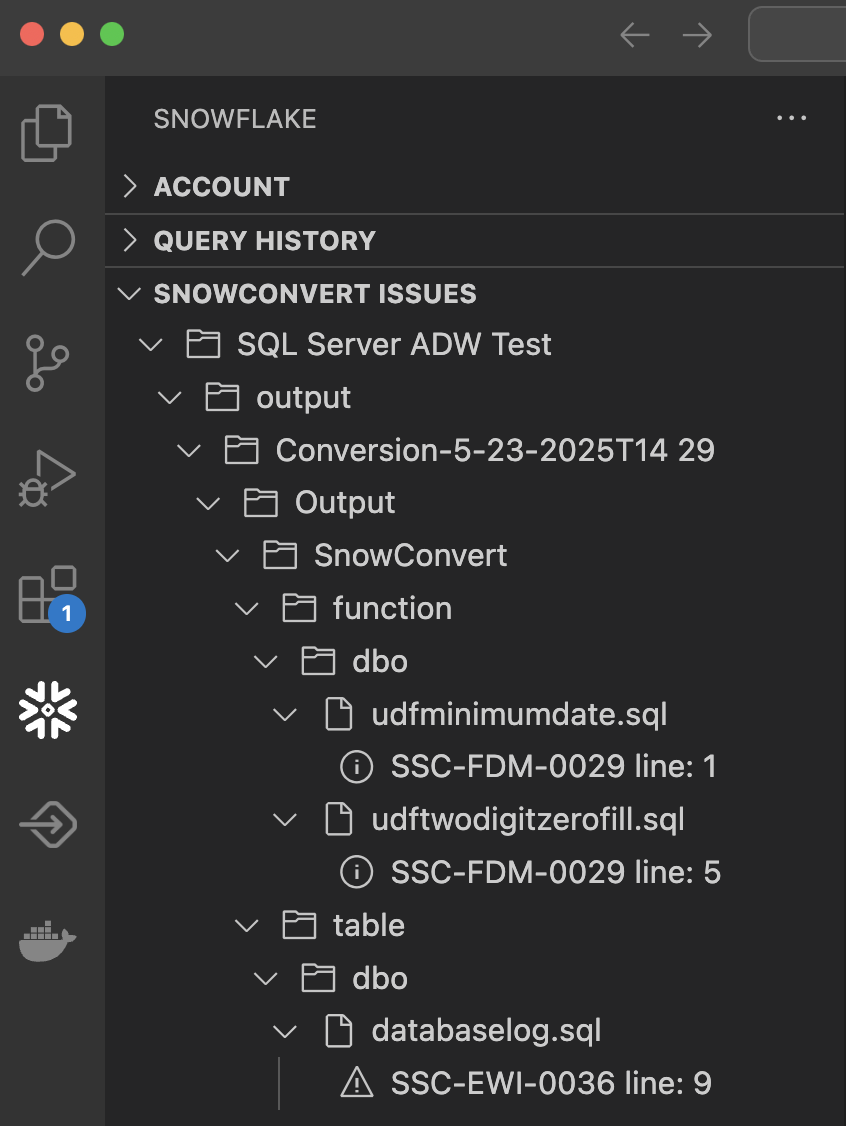 SNOWFLAKE
ACCOUNT
QUERY HISTORY
SNOWCONVERT ISSUES
SQL Server ADW Test
output
Conversion-5-23-2025T14 29
Output
SnowConvert
function
1
dbo
udfminimumdate.sql
SSC-FDM-0029 line: 1
udftwodigitzerofill.sql
SSC-FDM-0029 line: 5
table
dbo
databaselog.sql
SSC-EWI-0036 line: 9